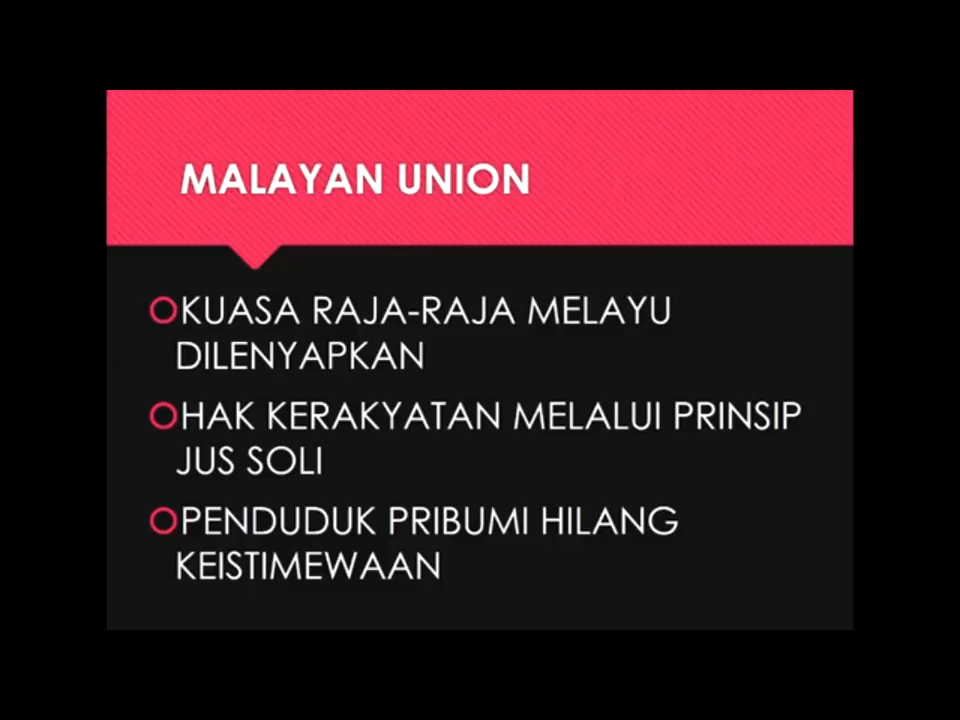 MALAYAN UNION
KUASA RAJA-RAJA MELAYU
DILENYAPKAN
HAK KERAKYATAN MELALUI PRINSIP
JUS SOLI
PENDUDUK PRIBUMI HILANG
KEISTIMEWAAN